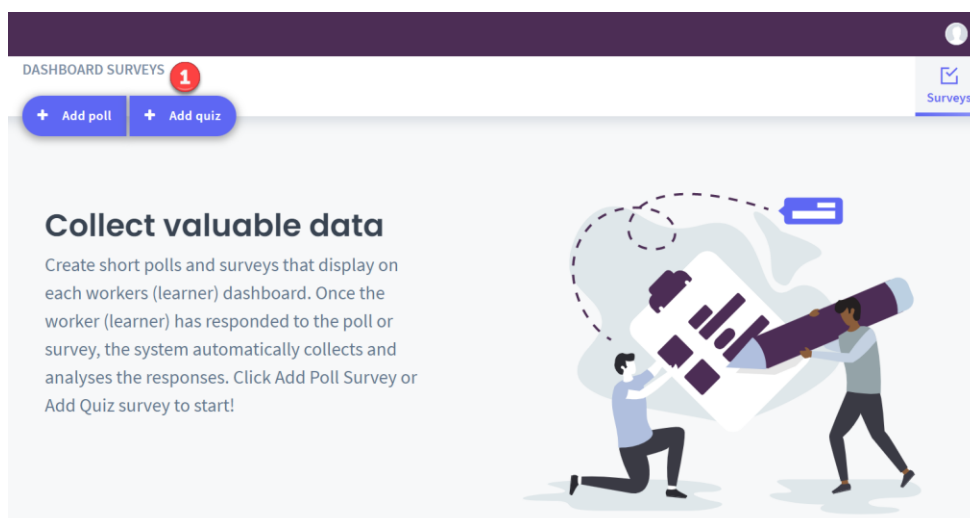 DASHBOARD SURVEYS
1
Surveys
+ Add poll
+ Add quiz
Collect valuable data
Create short polls and surveys that display on
each workers (learner) dashboard. Once the
worker (learner) has responded to the poll or
survey, the system automatically collects and
analyses the responses. Click Add Poll Survey or
Add Quiz survey to start!